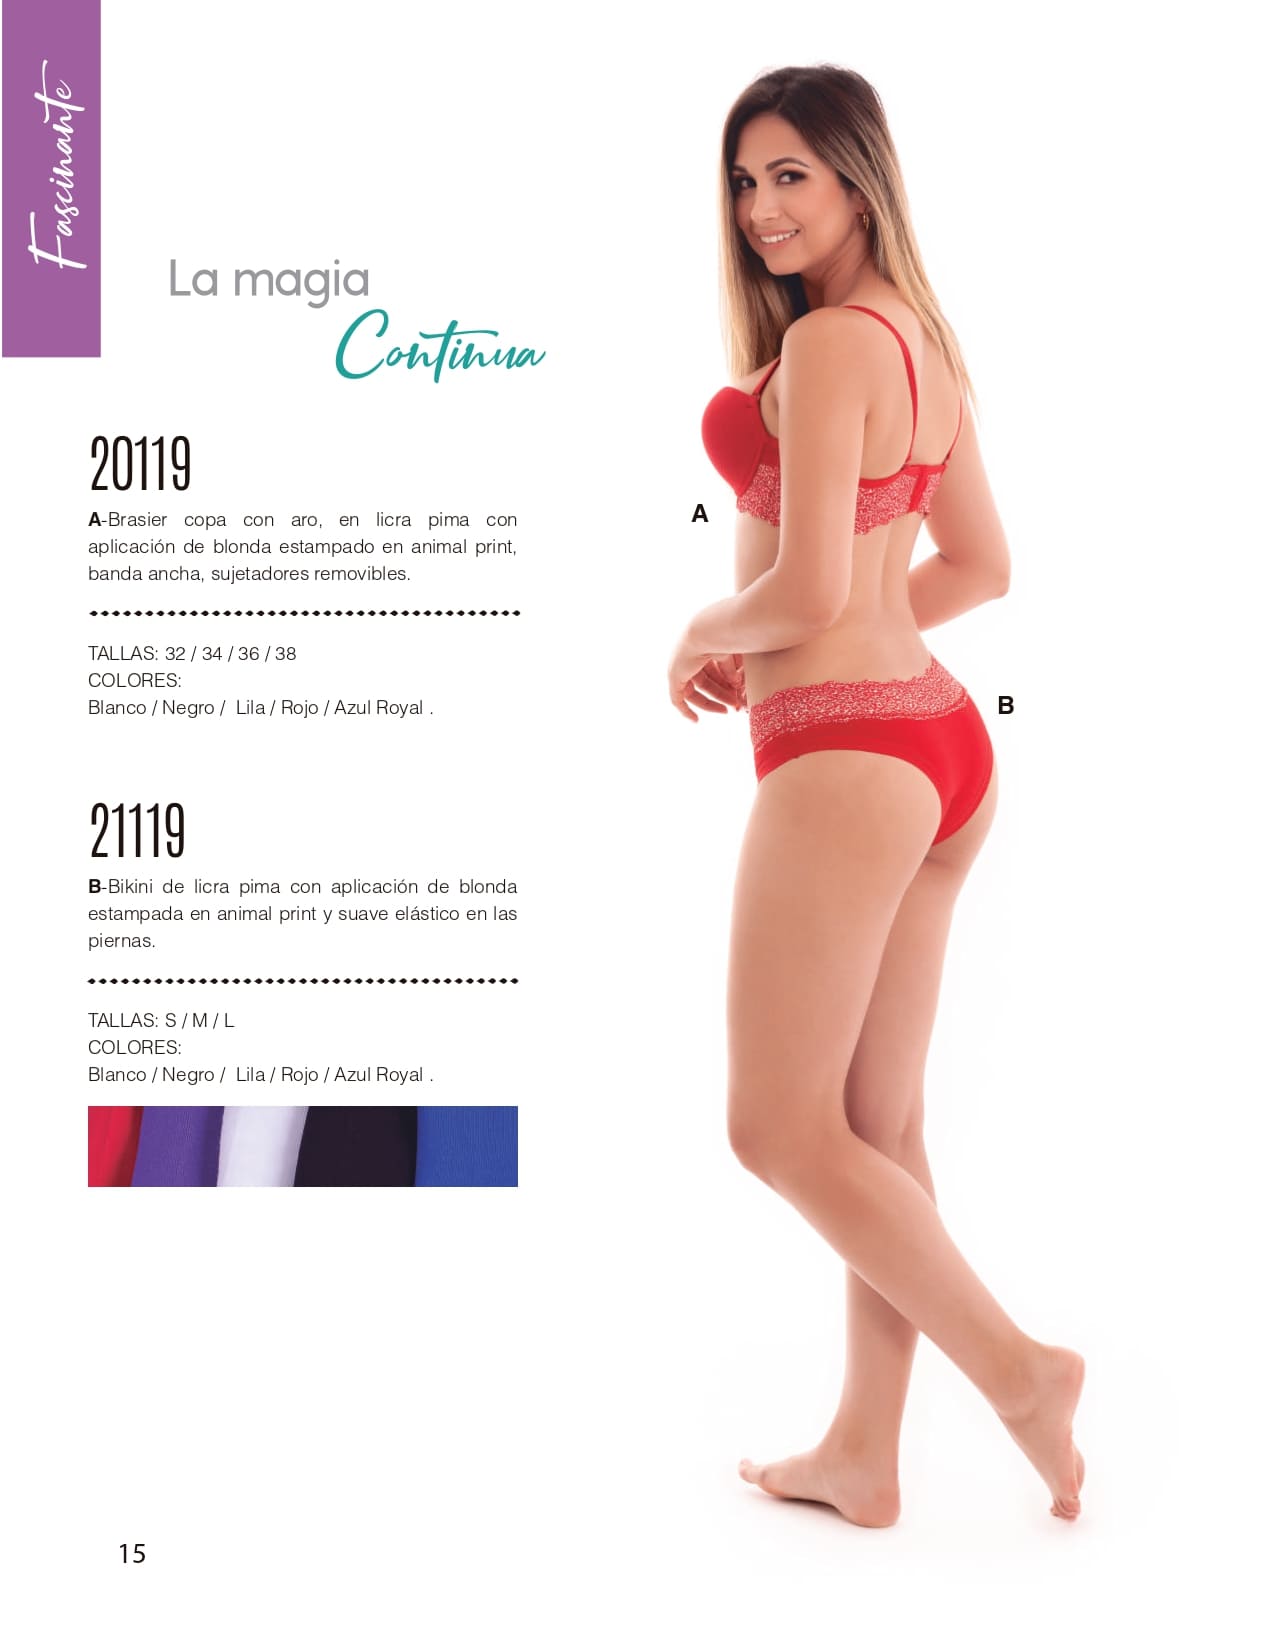 Fascinante
La magia
Continua
20119
A-Brasier copa con aro, en licra pima con
aplicación de blonda estampado en animal print,
banda ancha, sujetadores removibles.
TALLAS: 32 / 34 / 36 / 38
COLORES:
Blanco / Negro /  Lila / Rojo / Azul Royal .
A
B
21119
B-Bikini de licra pima con aplicación de blonda
estampada en animal print y suave elástico en las
piernas.
TALLAS: S / M / L
COLORES:
Blanco / Negro /  Lila / Rojo / Azul Royal .
15